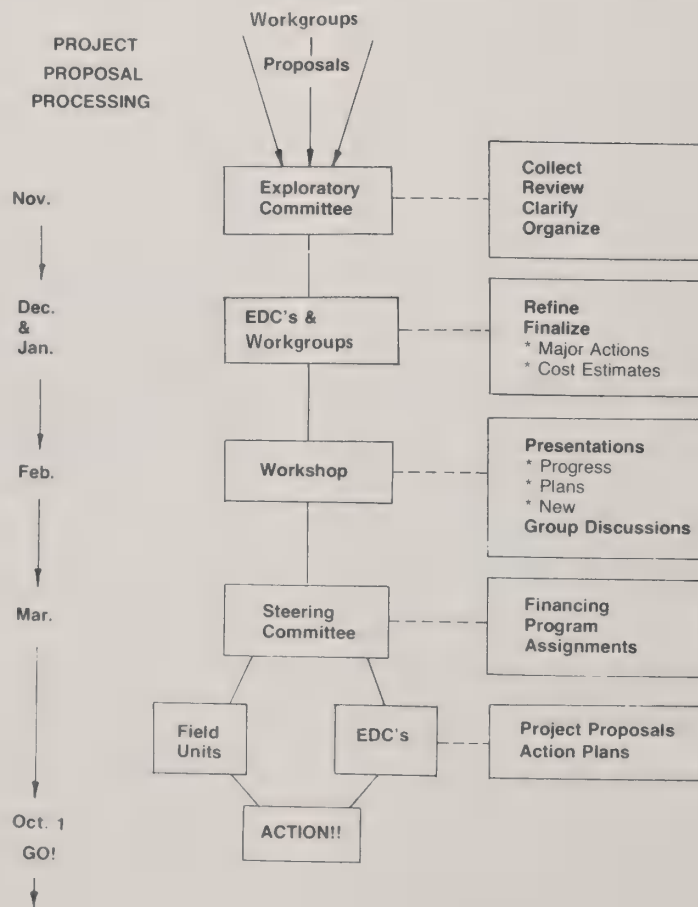 PROJECT
PROPOSAL
PROCESSING
Workgroups
Proposals
Nov.
Exploratory
Committee
Collect
Review
Clarify
Organize
Dec.
&
Jan.
EDC's &
Workgroups
Refine
Finalize
* Major Actions
* Cost Estimates
Feb.
Workshop
Presentations
* Progress
* Plans
* New
Group Discussions
Mar.
Steering
Committee
Financing
Program
Assignments
Field
Units
EDC's
Project Proposals
Action Plans
Oct. 1
GO!
ACTION!!